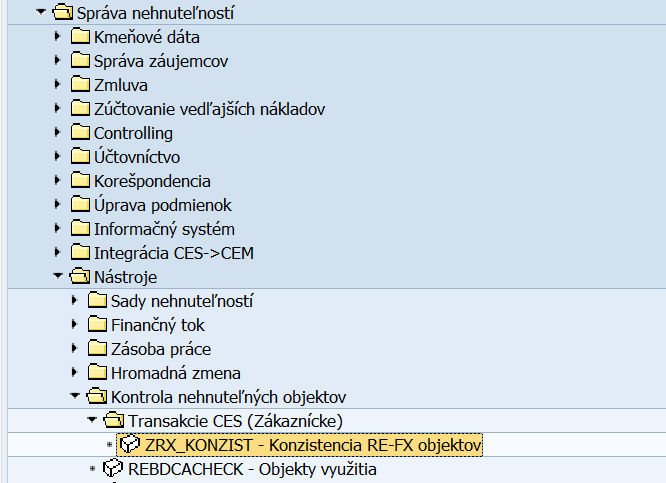 Správa nehnuteľností
Kmeňové dáta
Správa záujemcov
Zmluva
Zúčtovanie vedľajších nákladov
Controlling
Účtovníctvo
Korešpondencia
Úprava podmienok
Informačný systém
Integrácia CES->CEM
Nástroje
Sady nehnuteľností
Finančný tok
Zásoba práce
Hromadná zmena
Kontrola nehnuteľných objektov
Transakcie CES (Zákaznícke)
ZRX_KONZIST - Konzistencia RE-FX objektov
REBDCACHECK - Objekty využitia